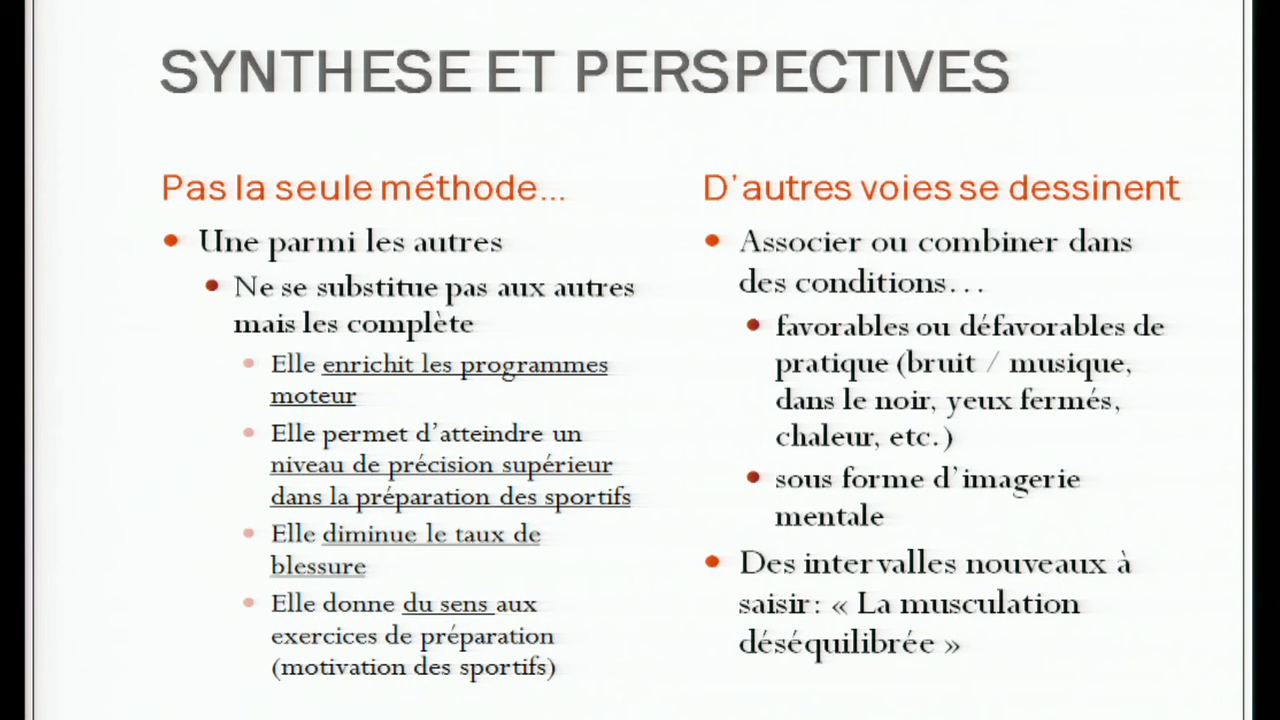 SYNTHESE ET PERSPECTIVES
Pas la seule méthode...
Une parmi les autres
Ne se substitue pas aux autres
mais les complète
Elle enrichit les programmes
moteur
Elle permet d'atteindre un
niveau de précision supérieur
dans la préparation des sportifs
Elle diminue le taux de
blessure
Elle donne du sens aux
exercices de préparation
(motivation des sportifs)
D'autres voies se dessinent
Associer ou combiner dans
des conditions...
favorables ou défavorables de
pratique (bruit / musique,
dans le noir, yeux fermés,
chaleur, etc.)
sous forme d'imagerie
mentale
Des intervalles nouveaux à
saisir : « La musculation
déséquilibrée »